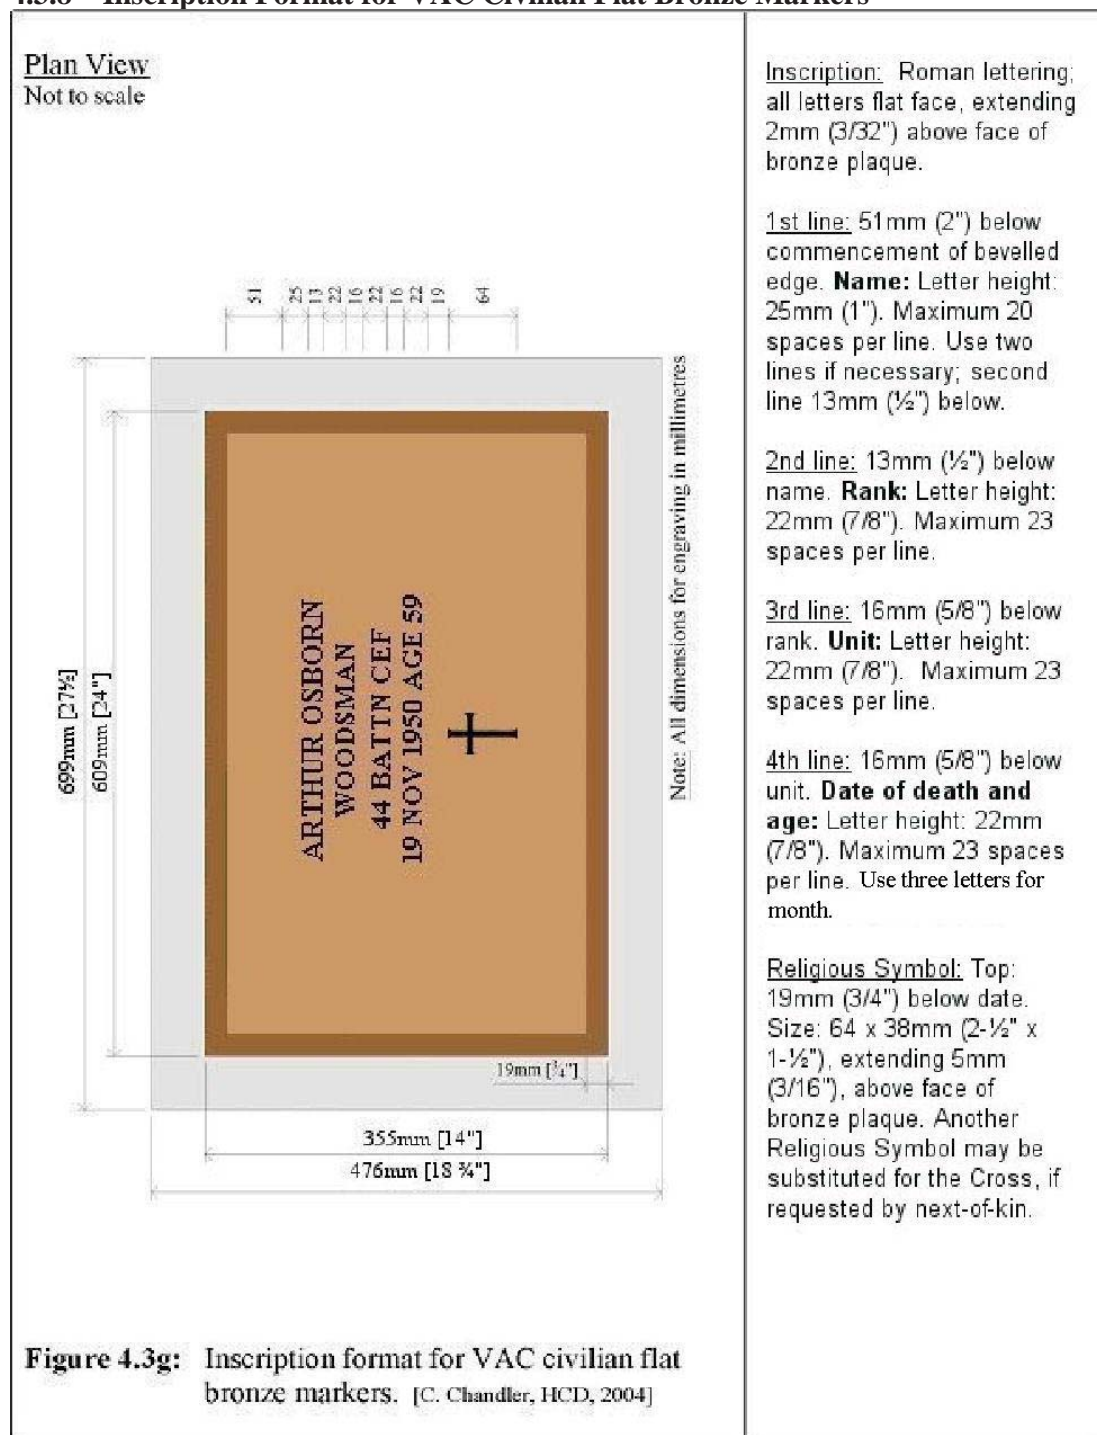 4.3.8 Inscription Format for VAC Civilian Flat Bronze Markers
Plan View
Not to scale
51
25
13
22
16
22
16
22
19
64
699mm [27½]
609mm [24"]
ARTHUR OSBORN
WOODSMAN
44 BATTN CEF
19 NOV 1950 AGE 59
Note: All dimensions for engraving in millimetres
19mm [¾"]
355mm [14"]
476mm [18 ¾"]
Figure 4.3g: Inscription format for VAC civilian flat
bronze markers. [C. Chandler, HCD, 2004]
Inscription: Roman lettering;
all letters flat face, extending
2mm (3/32") above face of
bronze plaque.
1st line: 51mm (2") below
commencement of bevelled
edge. Name: Letter height:
25mm (1"). Maximum 20
spaces per line. Use two
lines if necessary; second
line 13mm (½") below.
2nd line: 13mm (½") below
name. Rank: Letter height:
22mm (7/8"). Maximum 23
spaces per line.
3rd line: 16mm (5/8") below
rank. Unit: Letter height:
22mm (7/8"). Maximum 23
spaces per line.
4th line: 16mm (5/8") below
unit. Date of death and
age: Letter height: 22mm
(7/8"). Maximum 23 spaces
per line. Use three letters for
month.
Religious Symbol: Top:
19mm (3/4") below date.
Size: 64 x 38mm (2-½" x
1-½"), extending 5mm
(3/16"), above face of
bronze plaque. Another
Religious Symbol may be
substituted for the Cross, if
requested by next-of-kin.